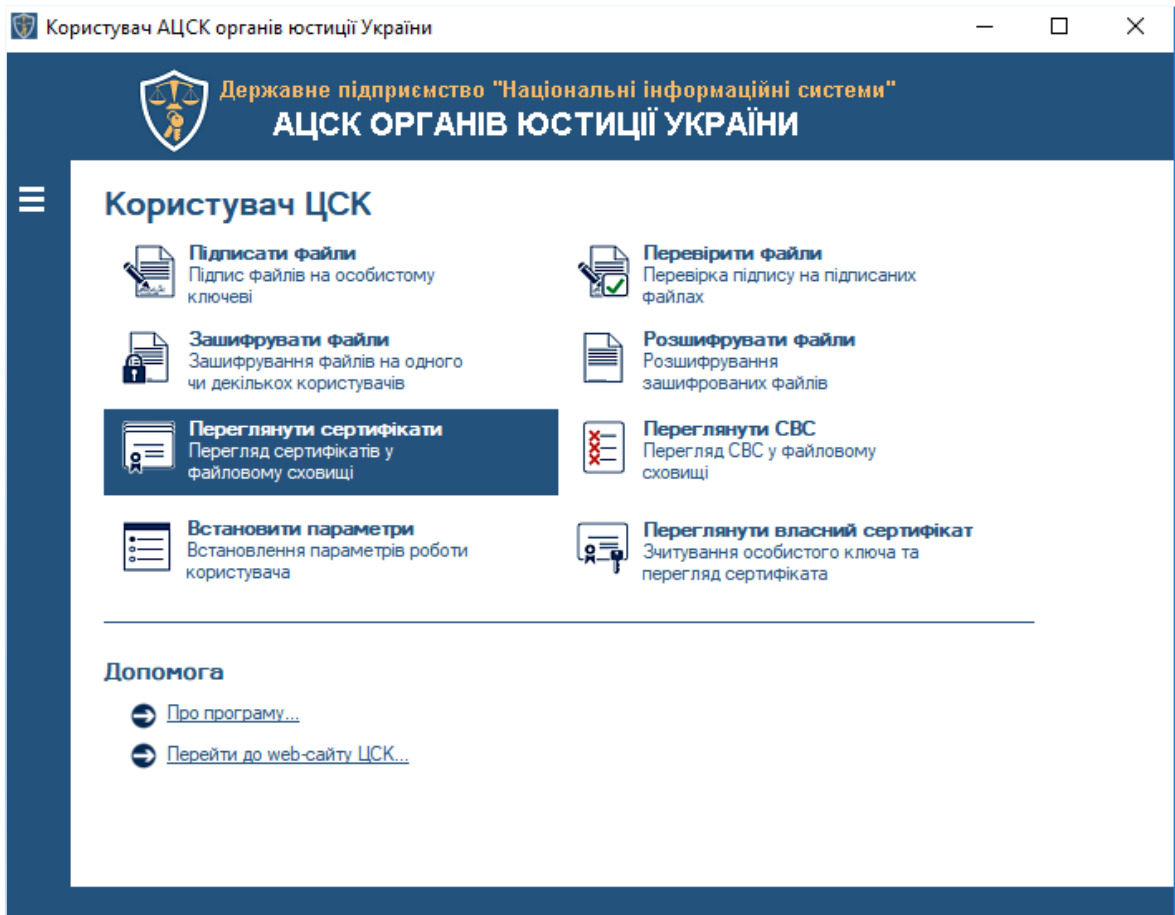 Користувач АЦСК органів юстиції України
Державне підприємство "Національні інформаційні системи"
АЦСК ОРГАНІВ ЮСТИЦІЇ УКРАЇНИ
Користувач ЦСК
Підписати файли
Підпис файлів на особистому
ключеві
Перевірити файли
Перевірка підпису на підписаних
файлах
Зашифрувати файли
Зашифрування файлів на одного
чи декількох користувачів
Розшифрувати файли
Розшифрування
зашифрованих файлів
Переглянути сертифікати
Перегляд сертифікатів у
файловому сховищі
Переглянути СВС
Перегляд СВС у файловому
сховищі
Встановити параметри
Встановлення параметрів роботи
користувача
Переглянути власний сертифікат
Зчитування особистого ключа та
перегляд сертифіката
Допомога
Про програму...
Перейти до web-сайту ЦСК...